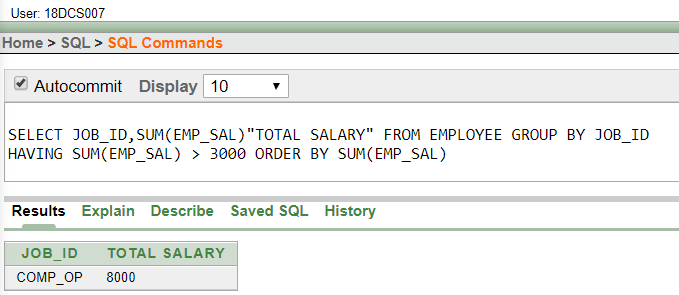 User: 18DCS007
Home > SQL > SQL Commands
Autocommit Display 10
SELECT JOB_ID,SUM(EMP_SAL)"TOTAL SALARY" FROM EMPLOYEE GROUP BY JOB_ID
HAVING SUM(EMP_SAL) > 3000 ORDER BY SUM(EMP_SAL)
Results Explain Describe Saved SQL History
JOB_ID TOTAL SALARY
COMP_OP 8000